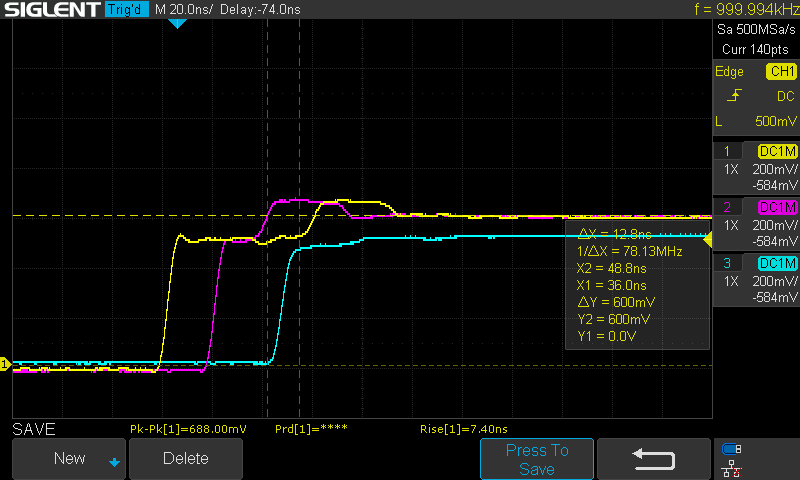 SIGLENT Trig'd M 20.0ns/ Delay:-74.0ns f = 999.994kHz
Sa 500MSa/s
Curr 140pts
Edge CH1
DC
L 500mV
1 DC1M
1X 200mV/
-584mV
2 DC1M
1X 200mV/
-584mV
3 DC1M
1X 200mV/
-584mV
1
ΔX = 12.8ns
1/ΔX = 78.13MHz
X2 = 48.8ns
X1 = 36.0ns
ΔY = 600mV
Y2 = 600mV
Y1 = 0.0V
SAVE Pk-Pk[1]=688.00mV Prd[1]=**** Rise[1]=7.40ns
New Delete Press To
Save